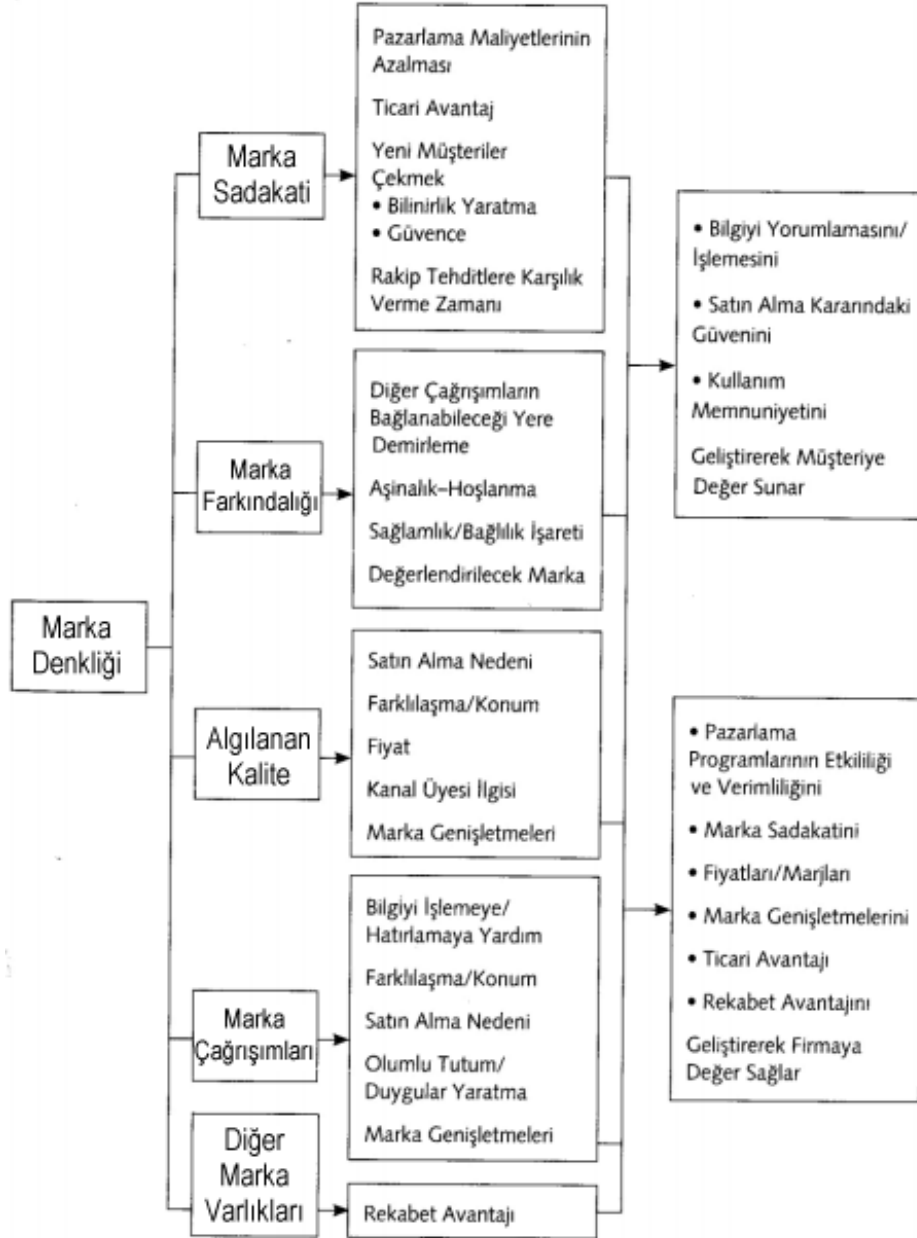 Marka
Denkliği
Marka
Sadakati
Pazarlama Maliyetlerinin
Azalması
Ticari Avantaj
Yeni Müşteriler
Çekmek
• Bilinirlik Yaratma
• Güvence
Rakip Tehditlere Karşılık
Verme Zamanı
Marka
Farkındalığı
Diğer Çağrışımların
Bağlanabileceği Yere
Demirleme
Aşinalık–Hoşlanma
Sağlamlık/Bağlılık İşareti
Değerlendirilecek Marka
Algılanan
Kalite
Satın Alma Nedeni
Farklılaşma/Konum
Fiyat
Kanal Üyesi İlgisi
Marka Genişletmeleri
Marka
Çağrışımları
Bilgiyi İşlemeye/
Hatırlamaya Yardım
Farklılaşma/Konum
Satın Alma Nedeni
Olumlu Tutum/
Duygular Yaratma
Marka Genişletmeleri
Diğer
Marka
Varlıkları
Rekabet Avantajı
• Bilgiyi Yorumlamasını/
İşlemesini
• Satın Alma Kararındaki
Güvenini
• Kullanım
Memnuniyetini
Geliştirerek Müşteriye
Değer Sunar
• Pazarlama
Programlarının Etkililiği
ve Verimliliğini
• Marka Sadakatini
• Fiyatları/Marjları
• Marka Genişletmelerini
• Ticari Avantajı
• Rekabet Avantajını
Geliştirerek Firmaya
Değer Sağlar